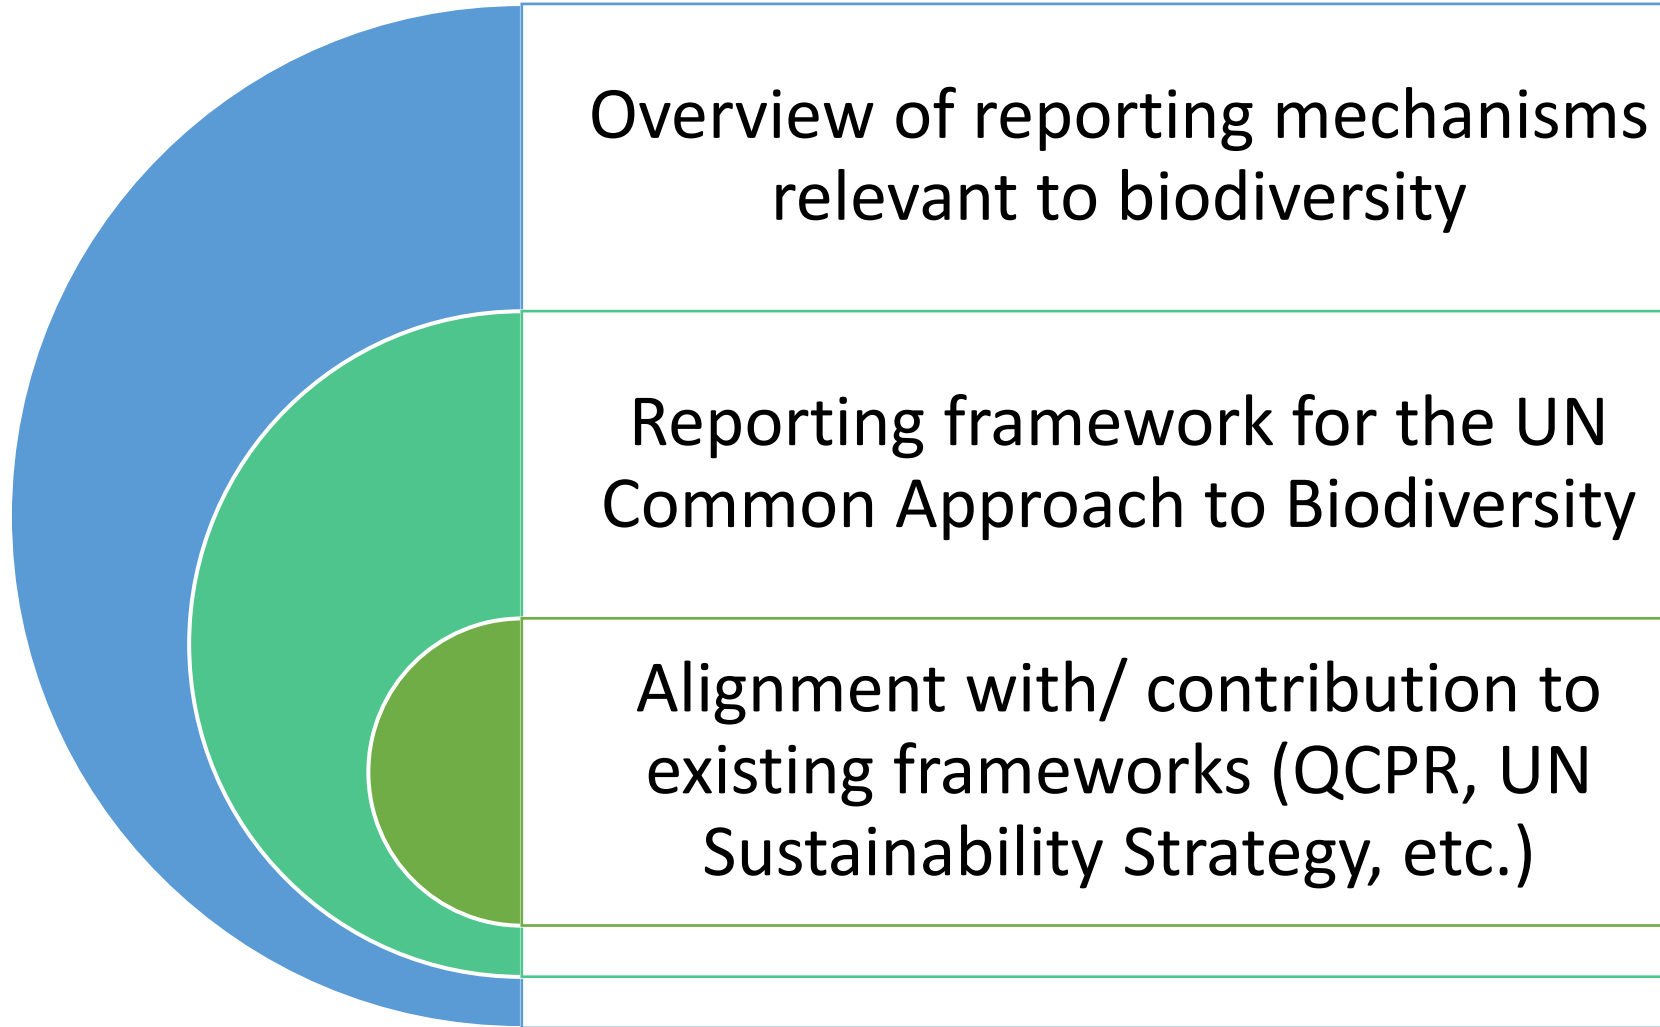 Overview of reporting mechanisms
relevant to biodiversity
Reporting framework for the UN
Common Approach to Biodiversity
Alignment with/ contribution to
existing frameworks (QCPR, UN
Sustainability Strategy, etc.)